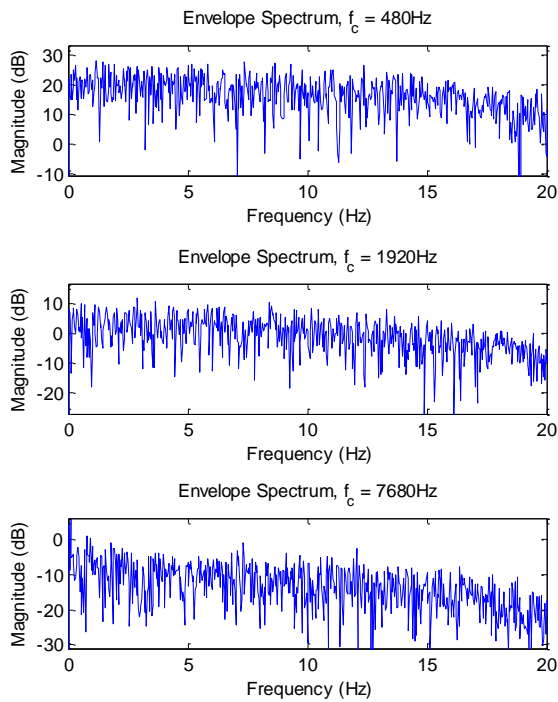 Envelope Spectrum, f_c = 480Hz
30
20
10
0
-10
Magnitude (dB)
0 5 10 15 20
Frequency (Hz)
Envelope Spectrum, f_c = 1920Hz
10
0
-10
-20
Magnitude (dB)
0 5 10 15 20
Frequency (Hz)
Envelope Spectrum, f_c = 7680Hz
0
-10
-20
-30
Magnitude (dB)
0 5 10 15 20
Frequency (Hz)